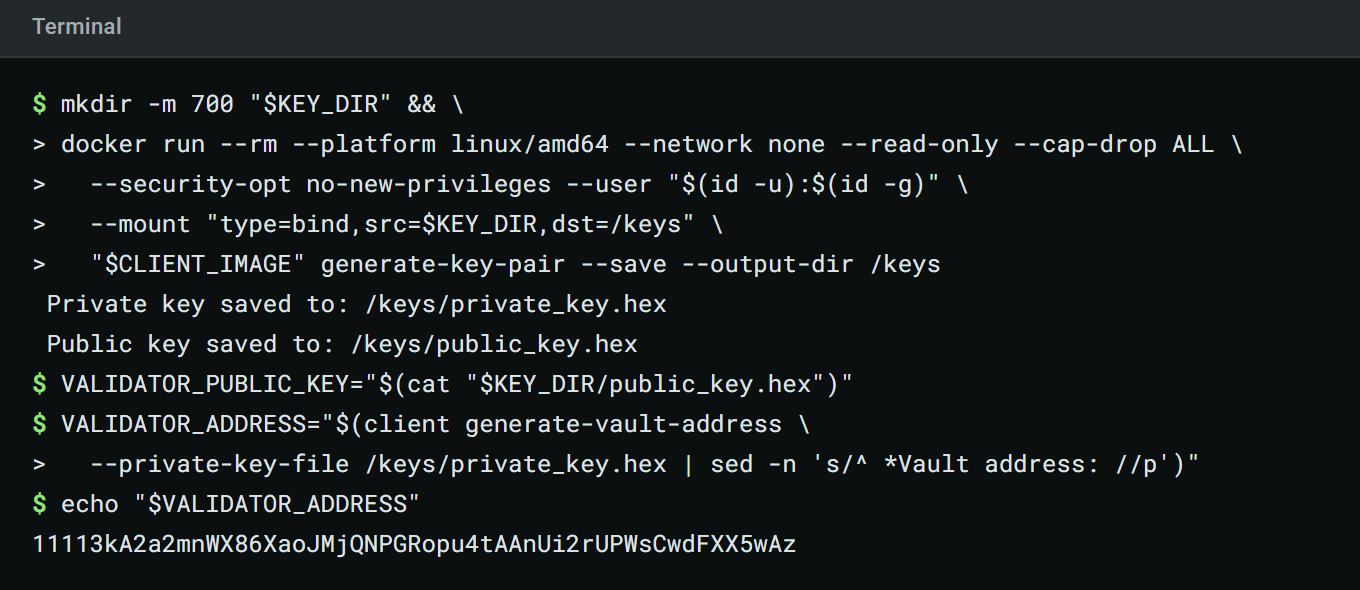 Terminal
$ mkdir -m 700 "$KEY_DIR" && \
> docker run --rm --platform linux/amd64 --network none --read-only --cap-drop ALL \
>   --security-opt no-new-privileges --user "$(id -u):$(id -g)" \
>   --mount "type=bind,src=$KEY_DIR,dst=/keys" \
>   "$CLIENT_IMAGE" generate-key-pair --save --output-dir /keys
 Private key saved to: /keys/private_key.hex
 Public key saved to: /keys/public_key.hex
$ VALIDATOR_PUBLIC_KEY="$(cat "$KEY_DIR/public_key.hex")"
$ VALIDATOR_ADDRESS="$(client generate-vault-address \
>   --private-key-file /keys/private_key.hex | sed -n 's/^ *Vault address: //p')"
$ echo "$VALIDATOR_ADDRESS"
11113kA2a2mnWX86XaoJMjQNPGRopu4tAAnUi2rUPWsCwdFXX5wAz